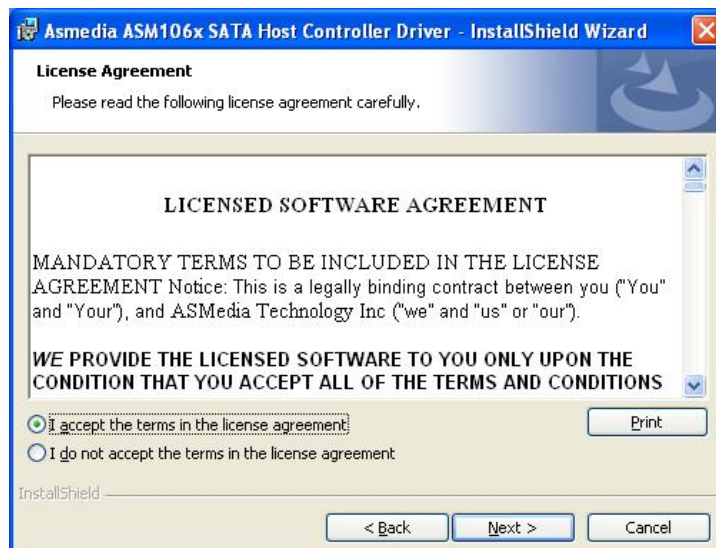 Asmedia ASM106x SATA Host Controller Driver - InstallShield Wizard
License Agreement
Please read the following license agreement carefully.
LICENSED SOFTWARE AGREEMENT
MANDATORY TERMS TO BE INCLUDED IN THE LICENSE
AGREEMENT Notice: This is a legally binding contract between you ("You"
and "Your"), and ASMedia Technology Inc ("we" and "us" or "our").
WE PROVIDE THE LICENSED SOFTWARE TO YOU ONLY UPON THE
CONDITION THAT YOU ACCEPT ALL OF THE TERMS AND CONDITIONS
I accept the terms in the license agreement
Print
I do not accept the terms in the license agreement
InstallShield
< Back
Next >
Cancel